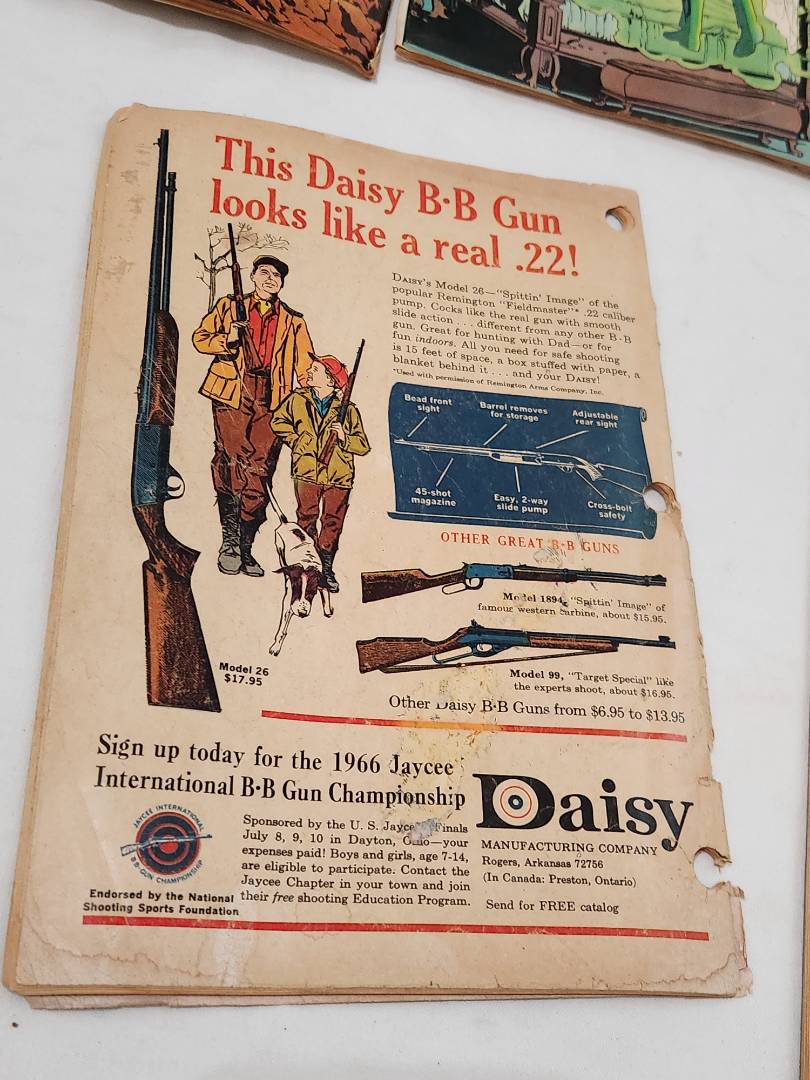 This Daisy B·B Gun
looks like a real .22!
DAISY'S Model 26—"Spittin' Image" of the
popular Remington "Fieldmaster"* .22 caliber
pump. Cocks like the real gun with smooth
slide action . . . different from any other B·B
gun. Great for hunting with Dad—or for
fun indoors. All you need for safe shooting
is 15 feet of space, a box stuffed with paper, a
blanket behind it . . . and your DAISY!
*Used with permission of Remington Arms Company, Inc.
Bead front
sight
Barrel removes
for storage
Adjustable
rear sight
45-shot
magazine
Easy, 2-way
slide pump
Cross-bolt
safety
OTHER GREAT B·B GUNS
Model 1894, "Spittin' Image" of
famous western carbine, about $15.95.
Model 99, "Target Special" like
the experts shoot, about $16.95.
Model 26
$17.95
Other Daisy B·B Guns from $6.95 to $13.95
Sign up today for the 1966 Jaycee
International B·B Gun Championship
JAYCEE INTERNATIONAL
B·B GUN CHAMPIONSHIP
Endorsed by the National
Shooting Sports Foundation
Sponsored by the U. S. Jaycees Finals
July 8, 9, 10 in Dayton, Ohio—your
expenses paid! Boys and girls, age 7-14,
are eligible to participate. Contact the
Jaycee Chapter in your town and join
their free shooting Education Program.
Daisy
MANUFACTURING COMPANY
Rogers, Arkansas 72756
(In Canada: Preston, Ontario)
Send for FREE catalog